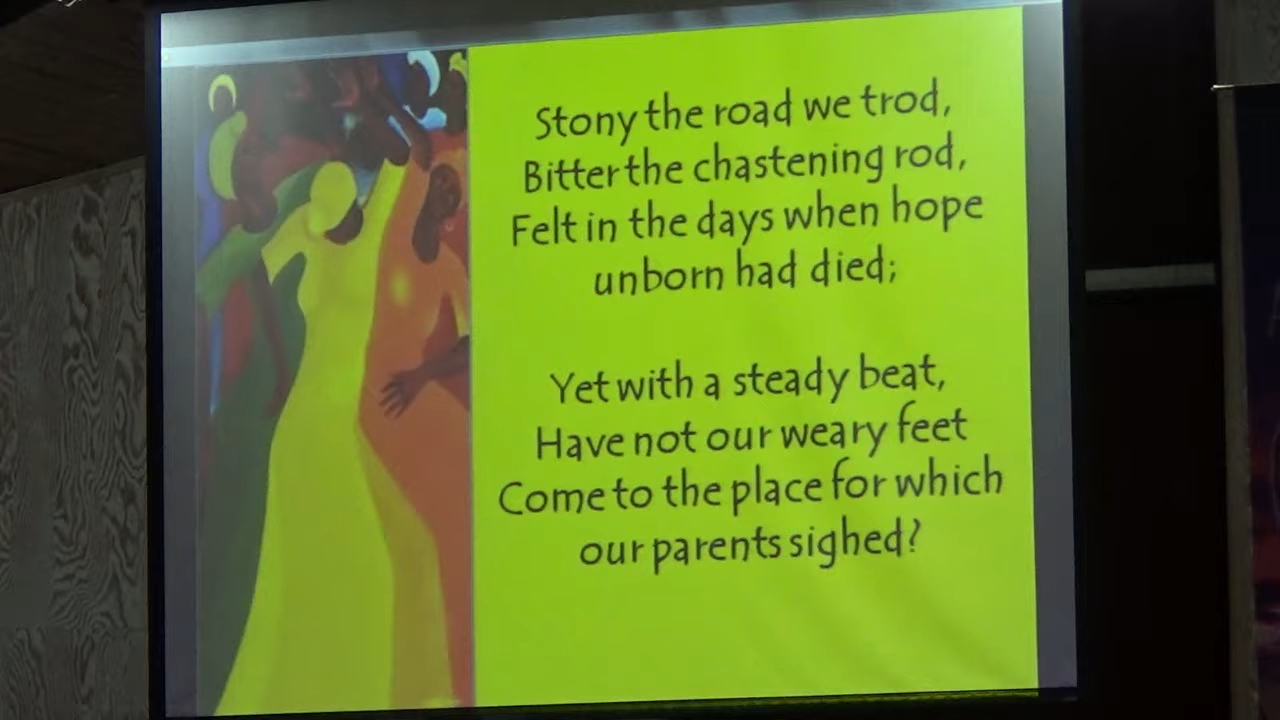 Stony the road we trod,
Bitter the chastening rod,
Felt in the days when hope
unborn had died;
Yet with a steady beat,
Have not our weary feet
Come to the place for which
our parents sighed?